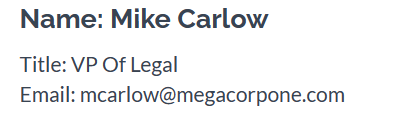 Name: Mike Carlow
Title: VP Of Legal
Email: mcarlow@megacorpone.com